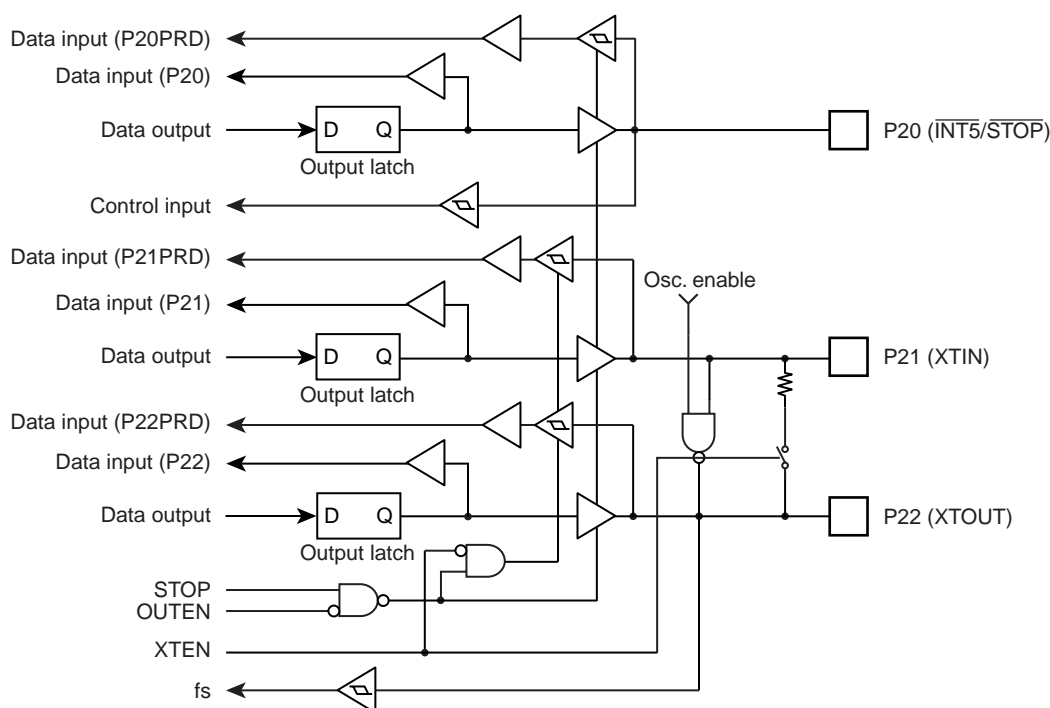 Data input (P20PRD)
Data input (P20)
Data output
D Q
Output latch
P20 (INT5/STOP)
Control input
Data input (P21PRD)
Osc. enable
Data input (P21)
Data output
D Q
Output latch
P21 (XTIN)
Data input (P22PRD)
Data input (P22)
Data output
D Q
Output latch
P22 (XTOUT)
STOP
OUTEN
XTEN
fs